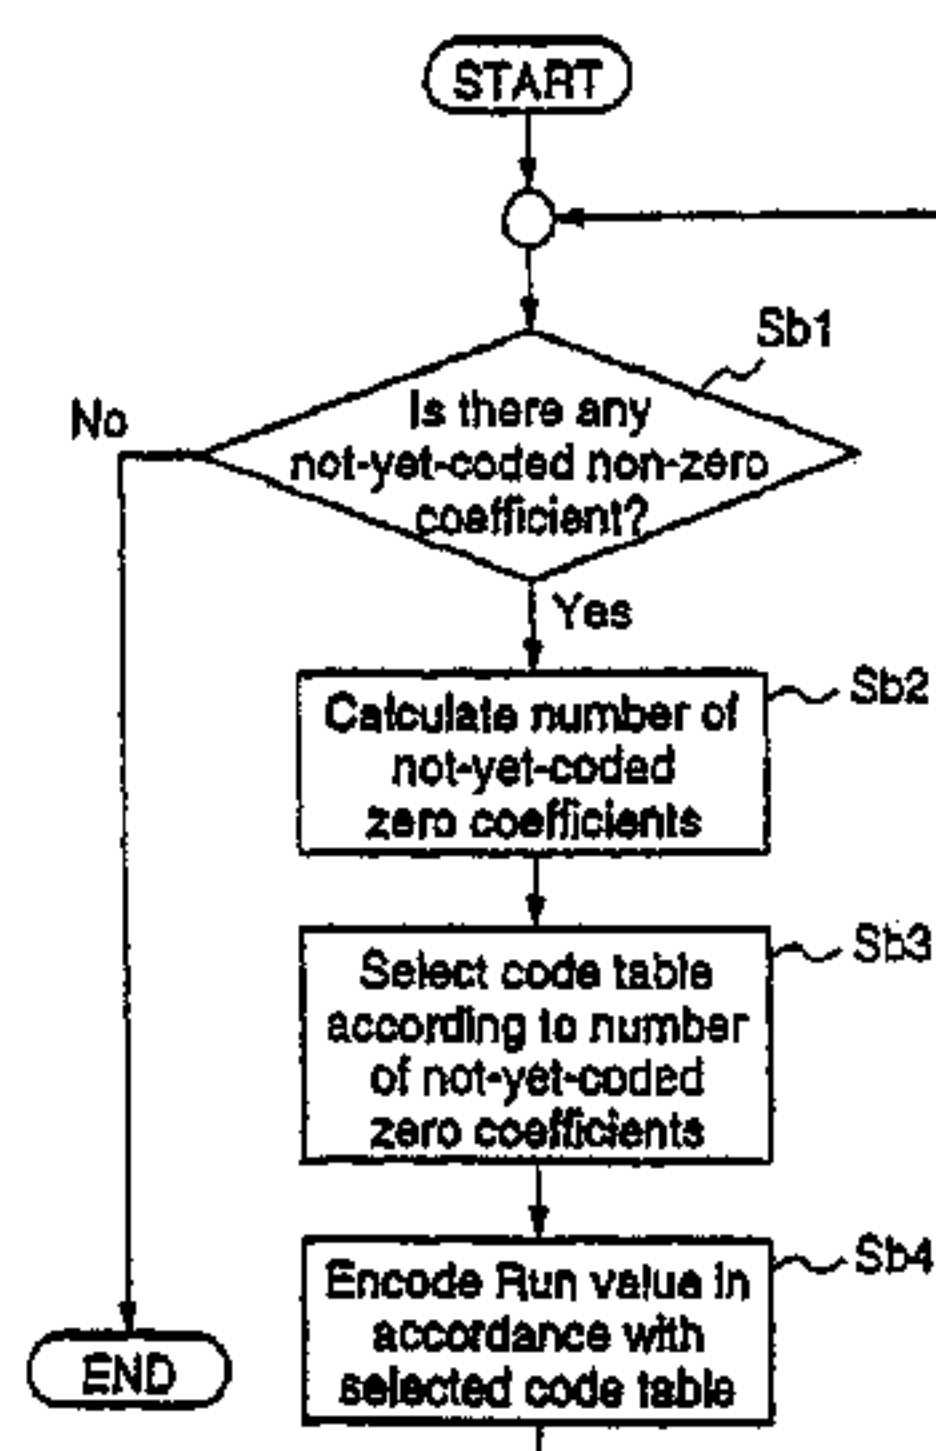 START
Sb1
No
Is there any
not-yet-coded non-zero
coefficient?
Yes
Sb2
Calculate number of
not-yet-coded
zero coefficients
Sb3
Select code table
according to number
of not-yet-coded
zero coefficients
Sb4
Encode Run value in
accordance with
selected code table
END